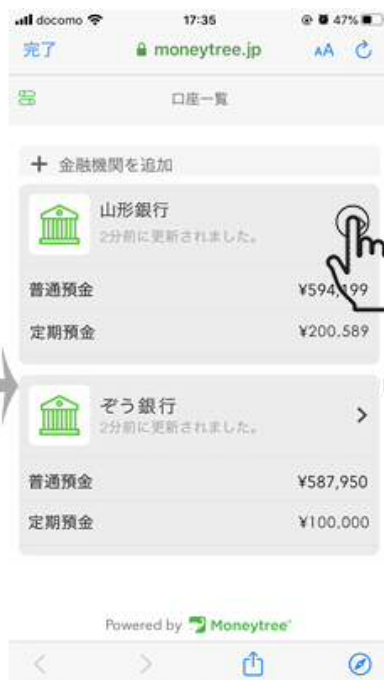 docomo 17:35 47%
完了 moneytree.jp AA
口座一覧
+ 金融機関を追加
山形銀行
2分前に更新されました。
普通預金 ¥594,199
定期預金 ¥200,589
ぞう銀行
2分前に更新されました。
普通預金 ¥587,950
定期預金 ¥100,000
Powered by Moneytree